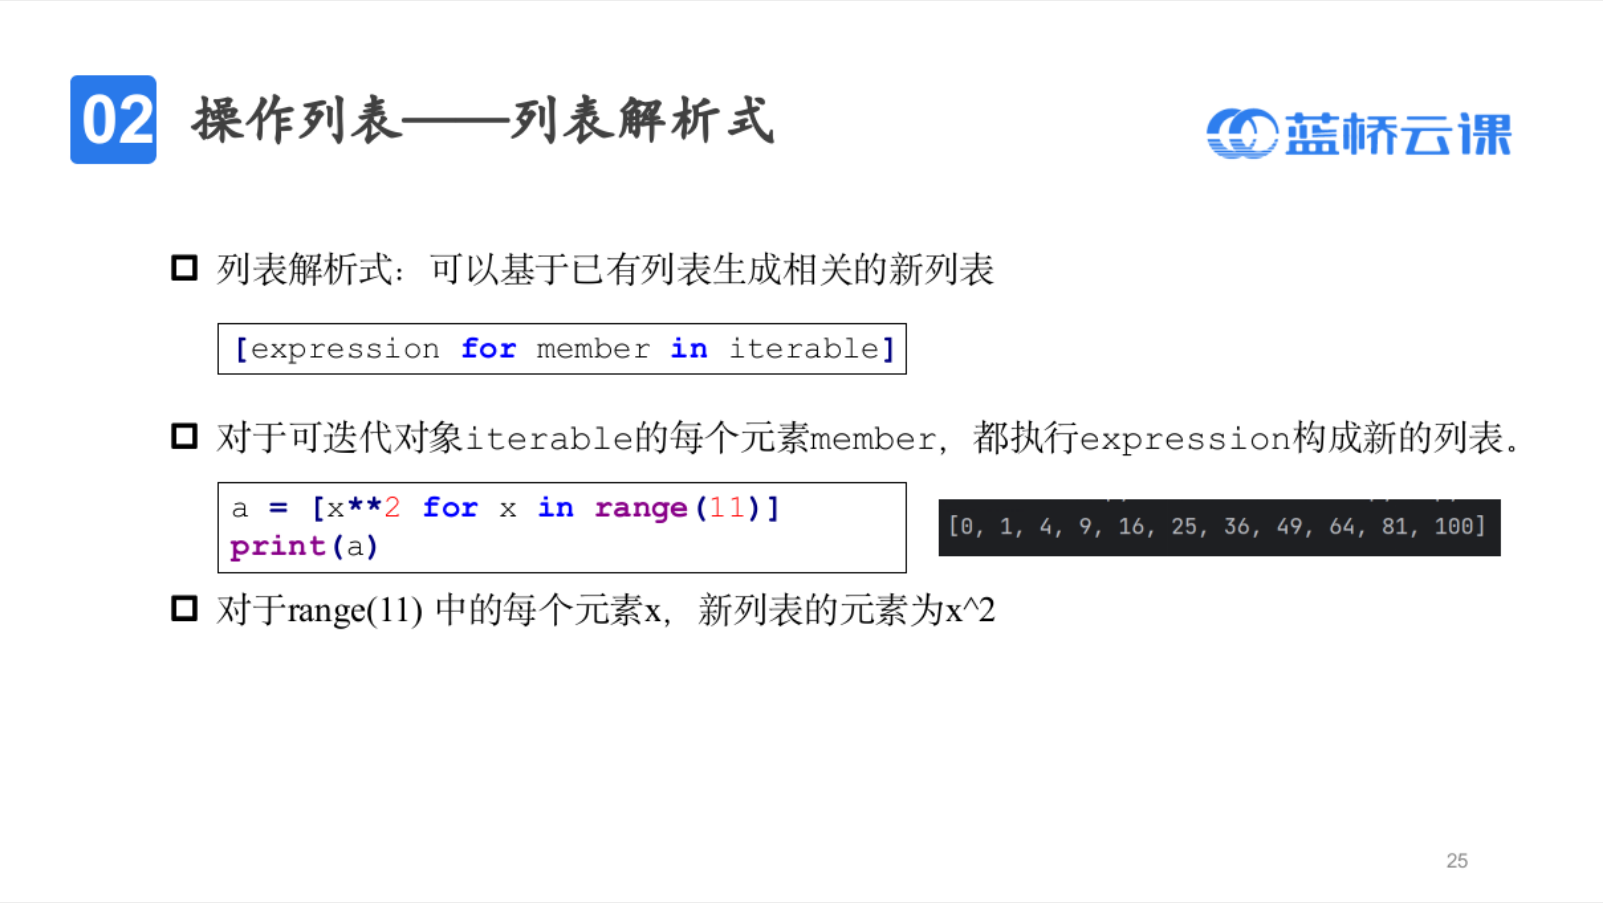 02 操作列表——列表解析式
蓝桥云课
列表解析式：可以基于已有列表生成相关的新列表
[expression for member in iterable]
对于可迭代对象iterable的每个元素member，都执行expression构成新的列表。
a = [x**2 for x in range(11)]
print(a)
[0, 1, 4, 9, 16, 25, 36, 49, 64, 81, 100]
对于range(11) 中的每个元素x，新列表的元素为x^2
25